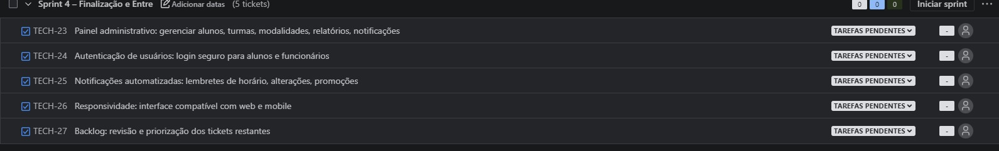 Sprint 4 – Finalização e Entre Adicionar datas (5 tickets) 0 0 0 Iniciar sprint
TECH-23 Painel administrativo: gerenciar alunos, turmas, modalidades, relatórios, notificações TAREFAS PENDENTES -
TECH-24 Autenticação de usuários: login seguro para alunos e funcionários TAREFAS PENDENTES -
TECH-25 Notificações automatizadas: lembretes de horário, alterações, promoções TAREFAS PENDENTES -
TECH-26 Responsividade: interface compatível com web e mobile TAREFAS PENDENTES -
TECH-27 Backlog: revisão e priorização dos tickets restantes TAREFAS PENDENTES -